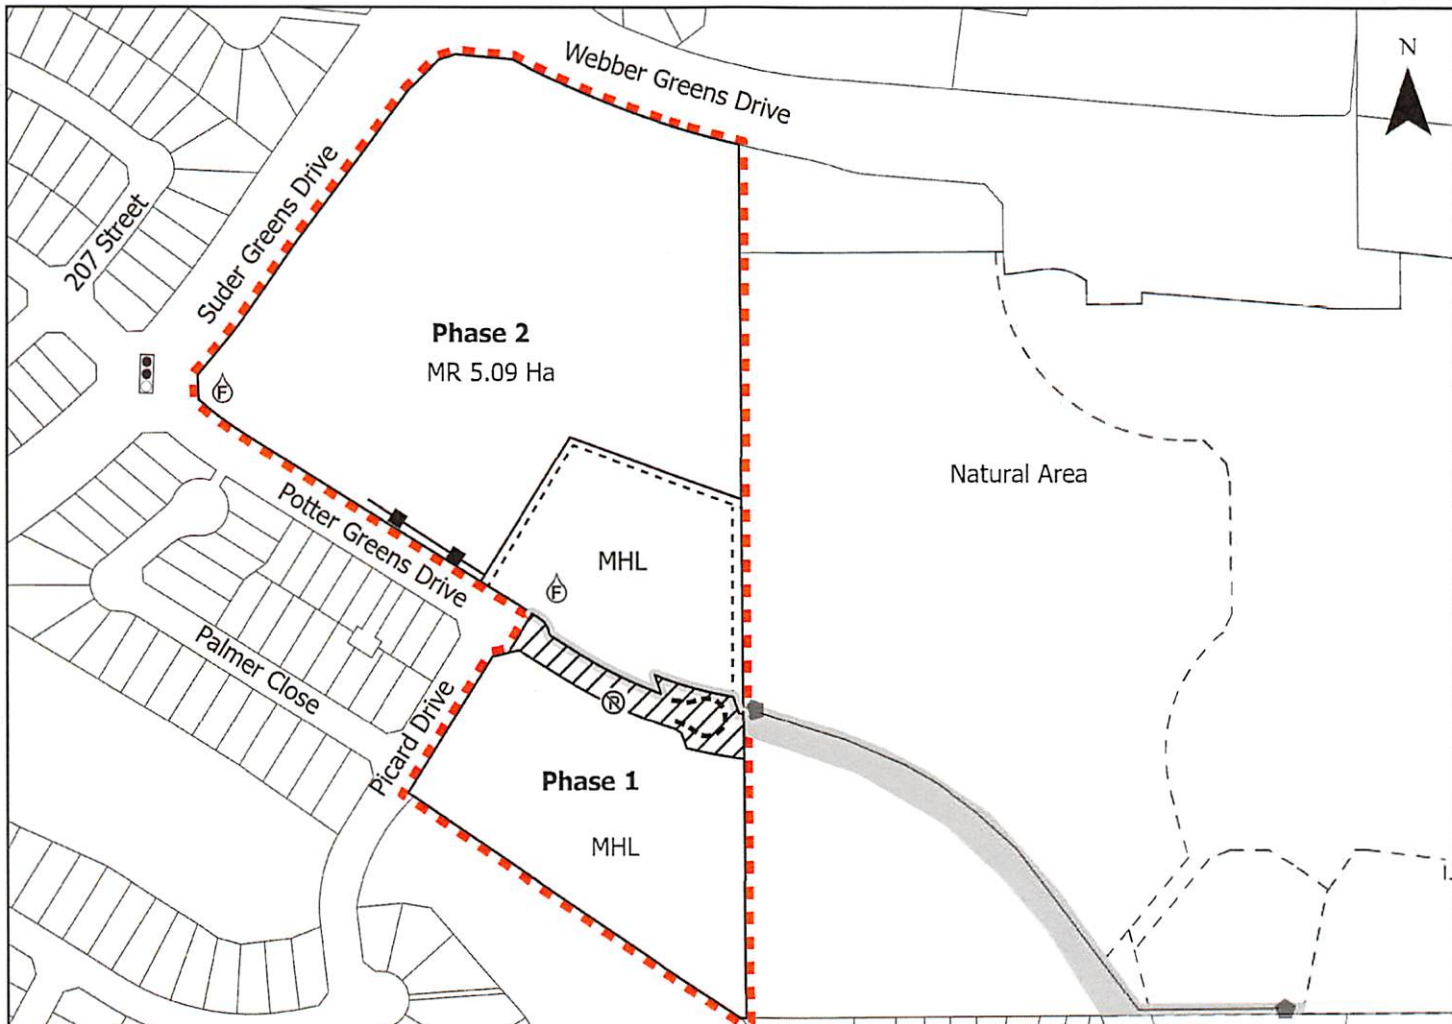 Webber Greens Drive
N
Suder Greens Drive
207 Street
Phase 2
MR 5.09 Ha
F
Natural Area
Potter Greens Drive
MHL
F
Palmer Close
R
Picard Drive
Phase 1
MHL